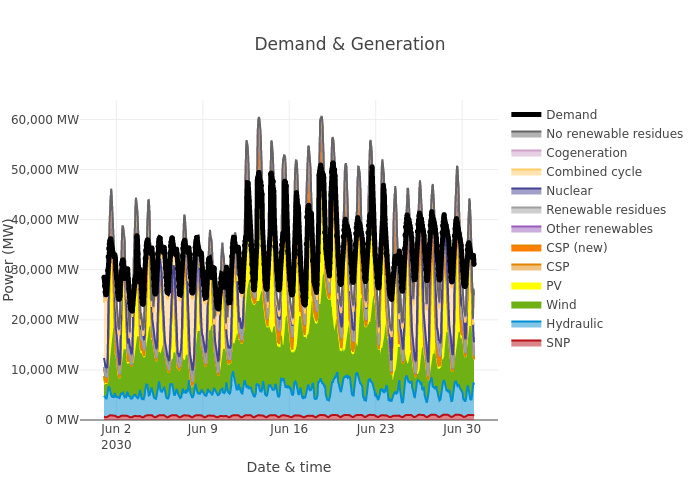 Demand & Generation
60,000 MW
50,000 MW
40,000 MW
30,000 MW
20,000 MW
10,000 MW
0 MW
Power (MW)
Jun 2
2030
Jun 9
Jun 16
Jun 23
Jun 30
Date & time
Demand
No renewable residues
Cogeneration
Combined cycle
Nuclear
Renewable residues
Other renewables
CSP (new)
CSP
PV
Wind
Hydraulic
SNP